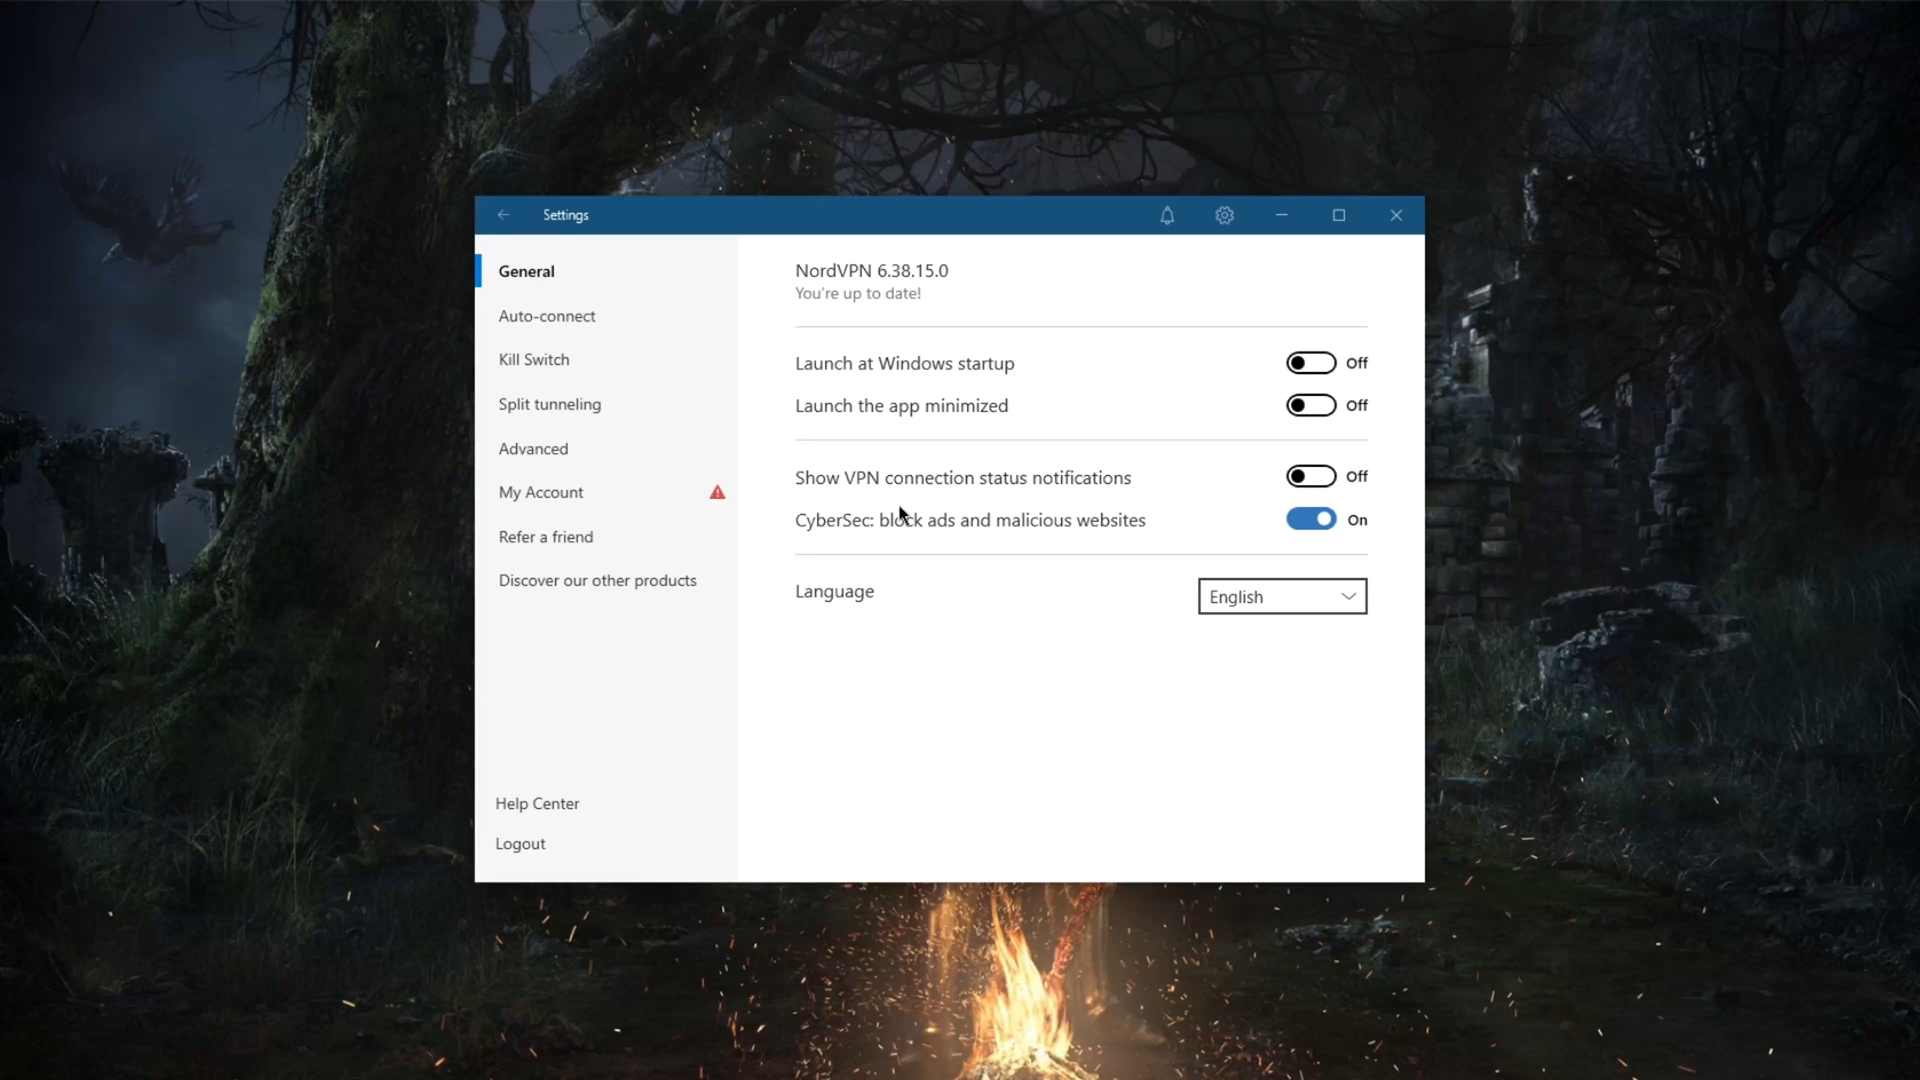 Settings
General
Auto-connect
Kill Switch
Split tunneling
Advanced
My Account
Refer a friend
Discover our other products
Help Center
Logout
NordVPN 6.38.15.0
You're up to date!
Launch at Windows startup Off
Launch the app minimized Off
Show VPN connection status notifications Off
CyberSec: block ads and malicious websites On
Language English